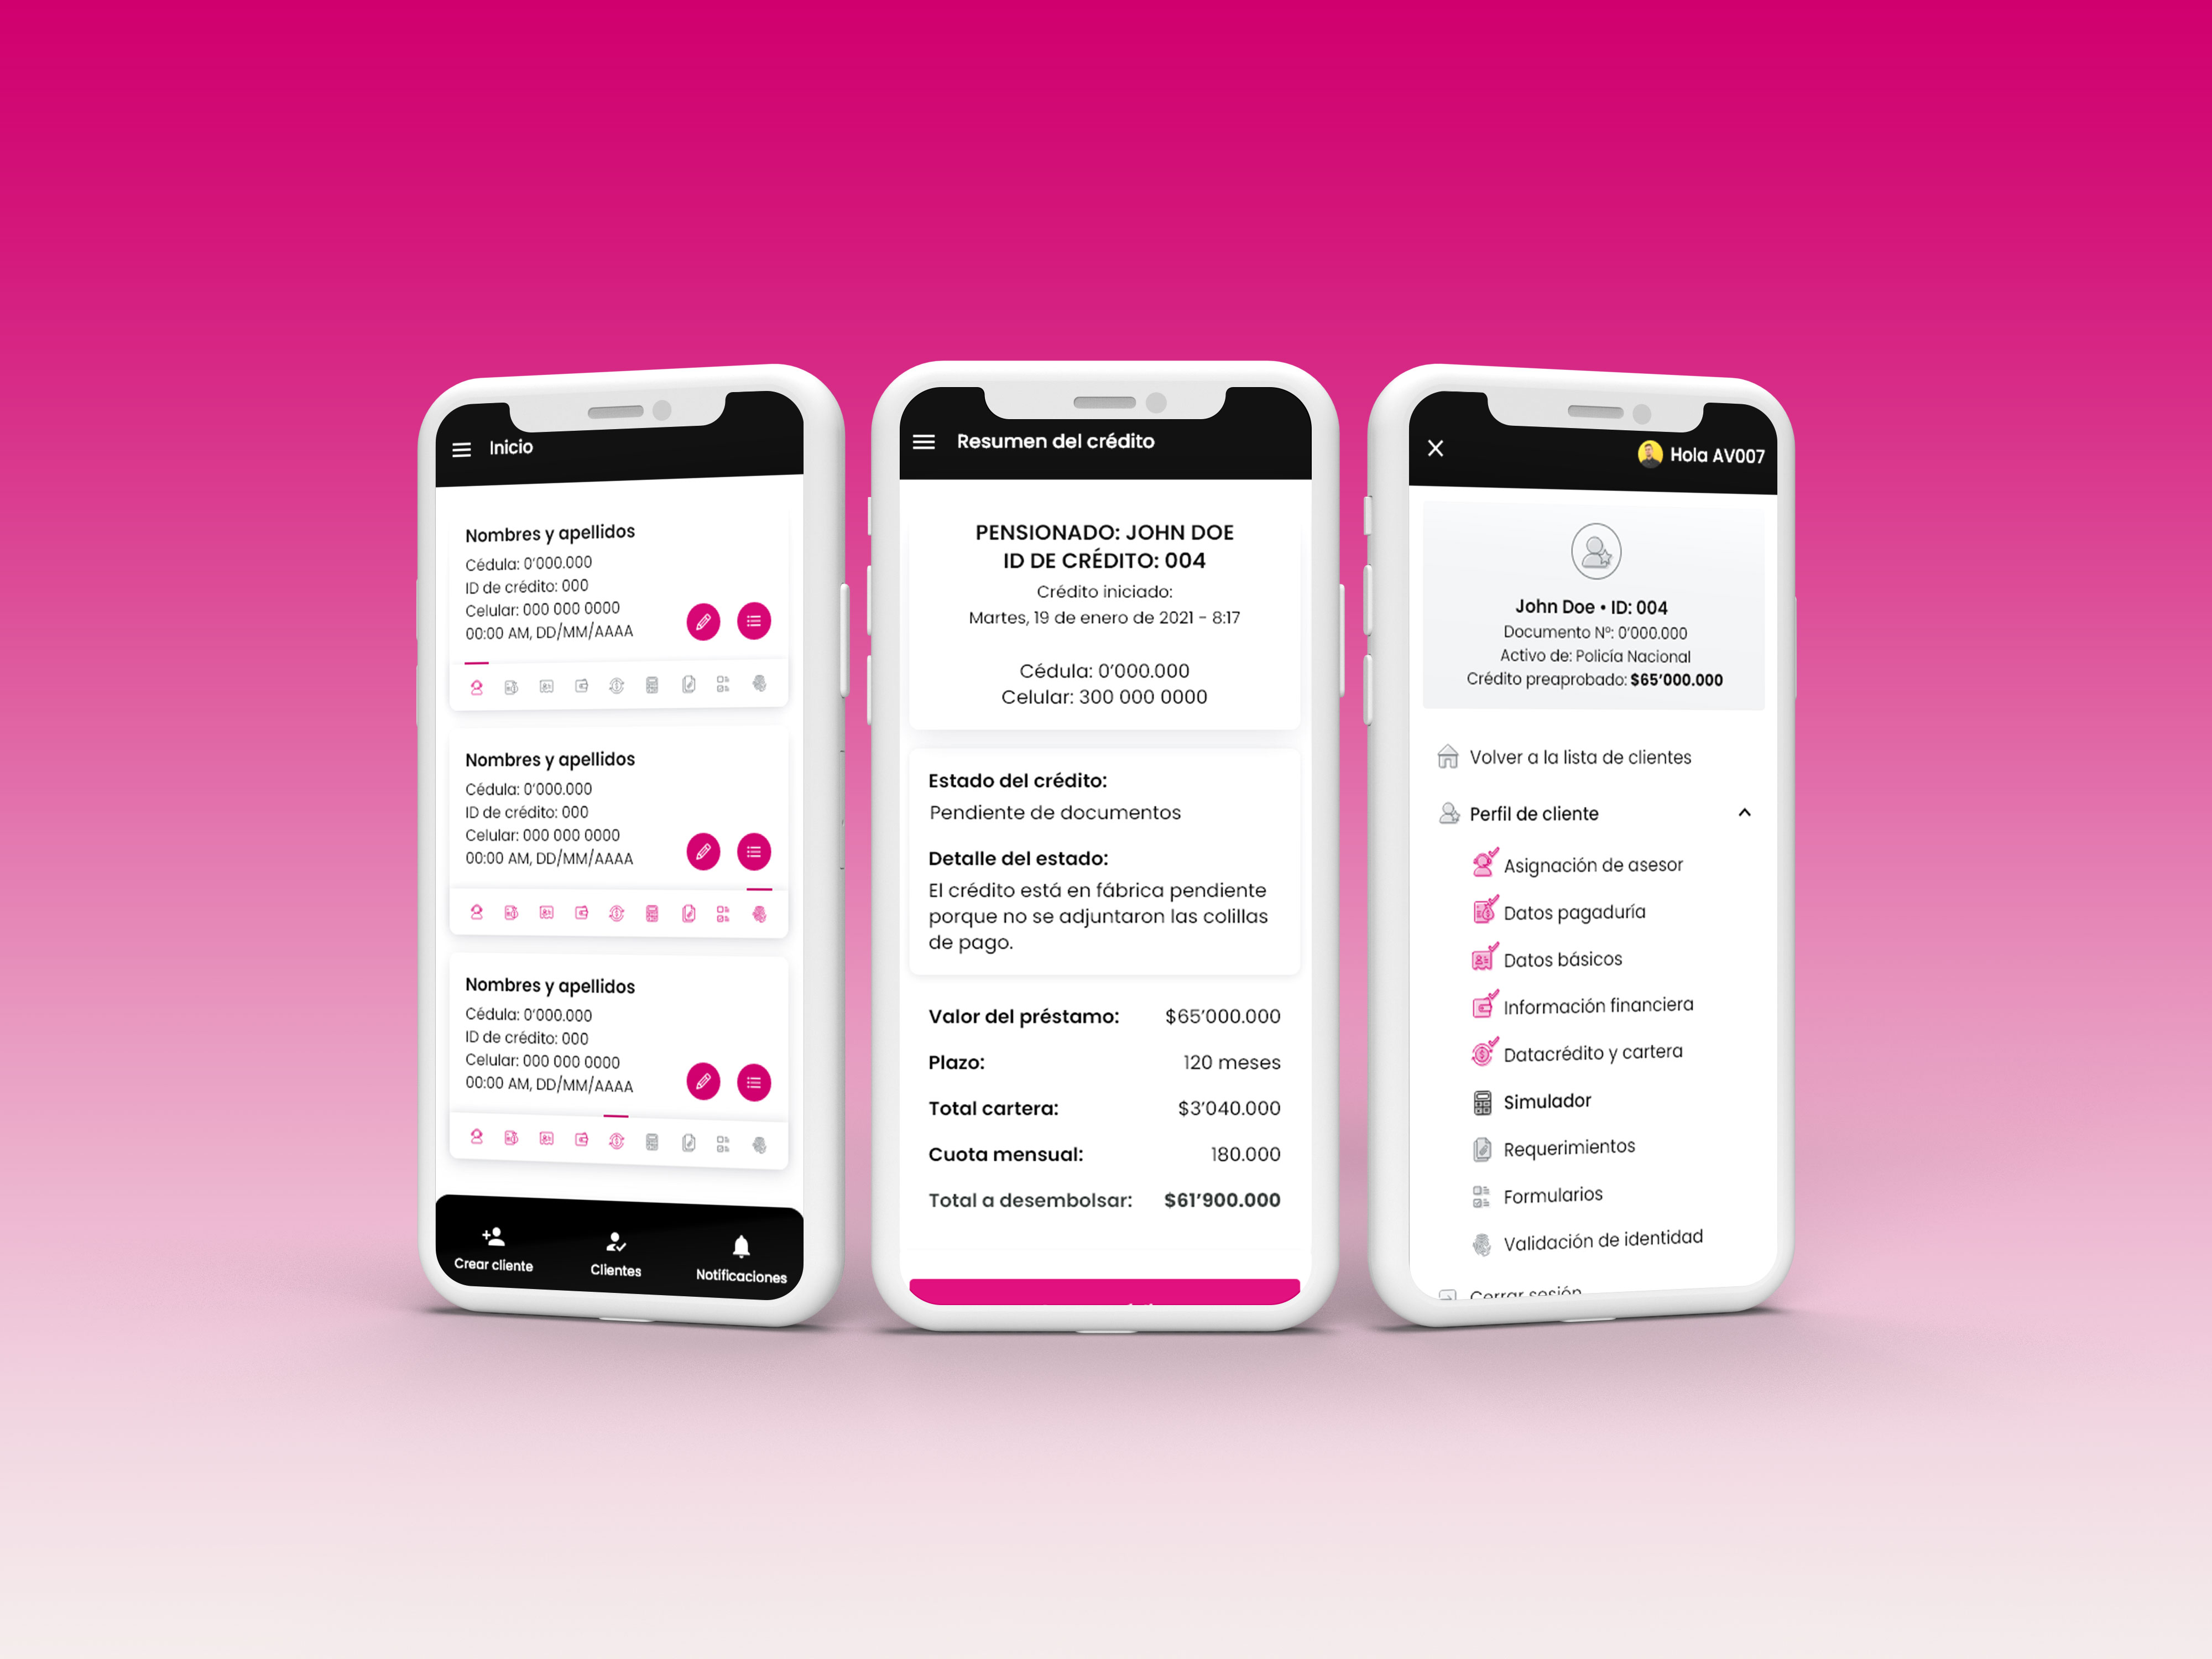 Inicio
Nombres y apellidos
Cédula: 0'000.000
ID de crédito: 000
Celular: 000 000 0000
00:00 AM, DD/MM/AAAA
Nombres y apellidos
Cédula: 0'000.000
ID de crédito: 000
Celular: 000 000 0000
00:00 AM, DD/MM/AAAA
Nombres y apellidos
Cédula: 0'000.000
ID de crédito: 000
Celular: 000 000 0000
00:00 AM, DD/MM/AAAA
Crear cliente
Clientes
Notificaciones
Resumen del crédito
PENSIONADO: JOHN DOE
ID DE CRÉDITO: 004
Crédito iniciado:
Martes, 19 de enero de 2021 - 8:17
Cédula: 0'000.000
Celular: 300 000 0000
Estado del crédito:
Pendiente de documentos
Detalle del estado:
El crédito está en fábrica pendiente
porque no se adjuntaron las colillas
de pago.
Valor del préstamo: $65'000.000
Plazo: 120 meses
Total cartera: $3'040.000
Cuota mensual: 180.000
Total a desembolsar: $61'900.000
Hola AV007
John Doe • ID: 004
Documento Nº: 0'000.000
Activo de: Policía Nacional
Crédito preaprobado: $65'000.000
Volver a la lista de clientes
Perfil de cliente
Asignación de asesor
Datos pagaduría
Datos básicos
Información financiera
Datacrédito y cartera
Simulador
Requerimientos
Formularios
Validación de identidad
Cerrar sesión